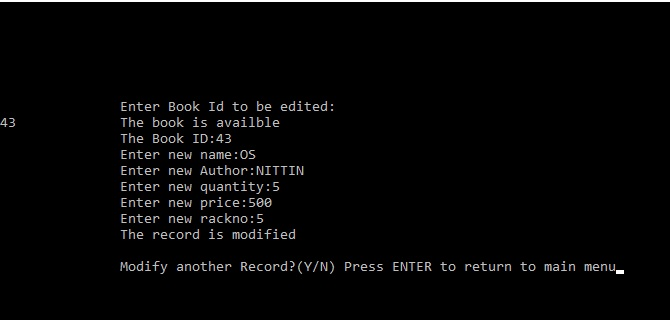 Enter Book Id to be edited:
43 The book is availble
The Book ID:43
Enter new name:OS
Enter new Author:NITTIN
Enter new quantity:5
Enter new price:500
Enter new rackno:5
The record is modified
Modify another Record?(Y/N) Press ENTER to return to main menu